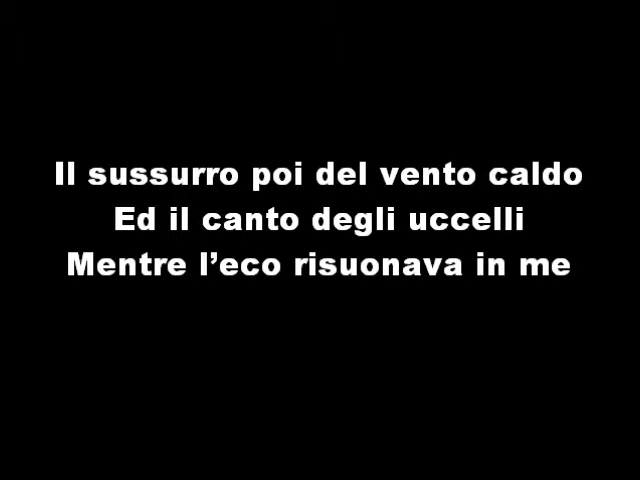 Il sussurro poi del vento caldo
Ed il canto degli uccelli
Mentre l’eco risuonava in me